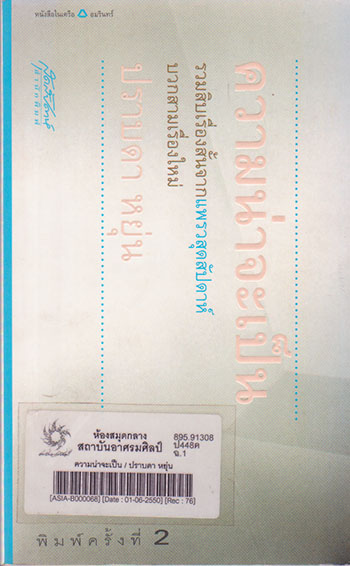 หนังสือในเครือ อมรินทร์
ความน่าจะเป็น
รวมสิบเรื่องสั้นจากแพรวสุดสัปดาห์
บวกสามเรื่องใหม่
ปราบดา หยุ่น
ห้องสมุดกลาง
สถาบันอาศรมศิลป์
895.91308
ป448ค
ฉ.1
ความน่าจะเป็น / ปราบดา หยุ่น
[ASIA-B000068] [Date : 01-06-2550] [Rec : 76]
พิมพ์ครั้งที่ 2